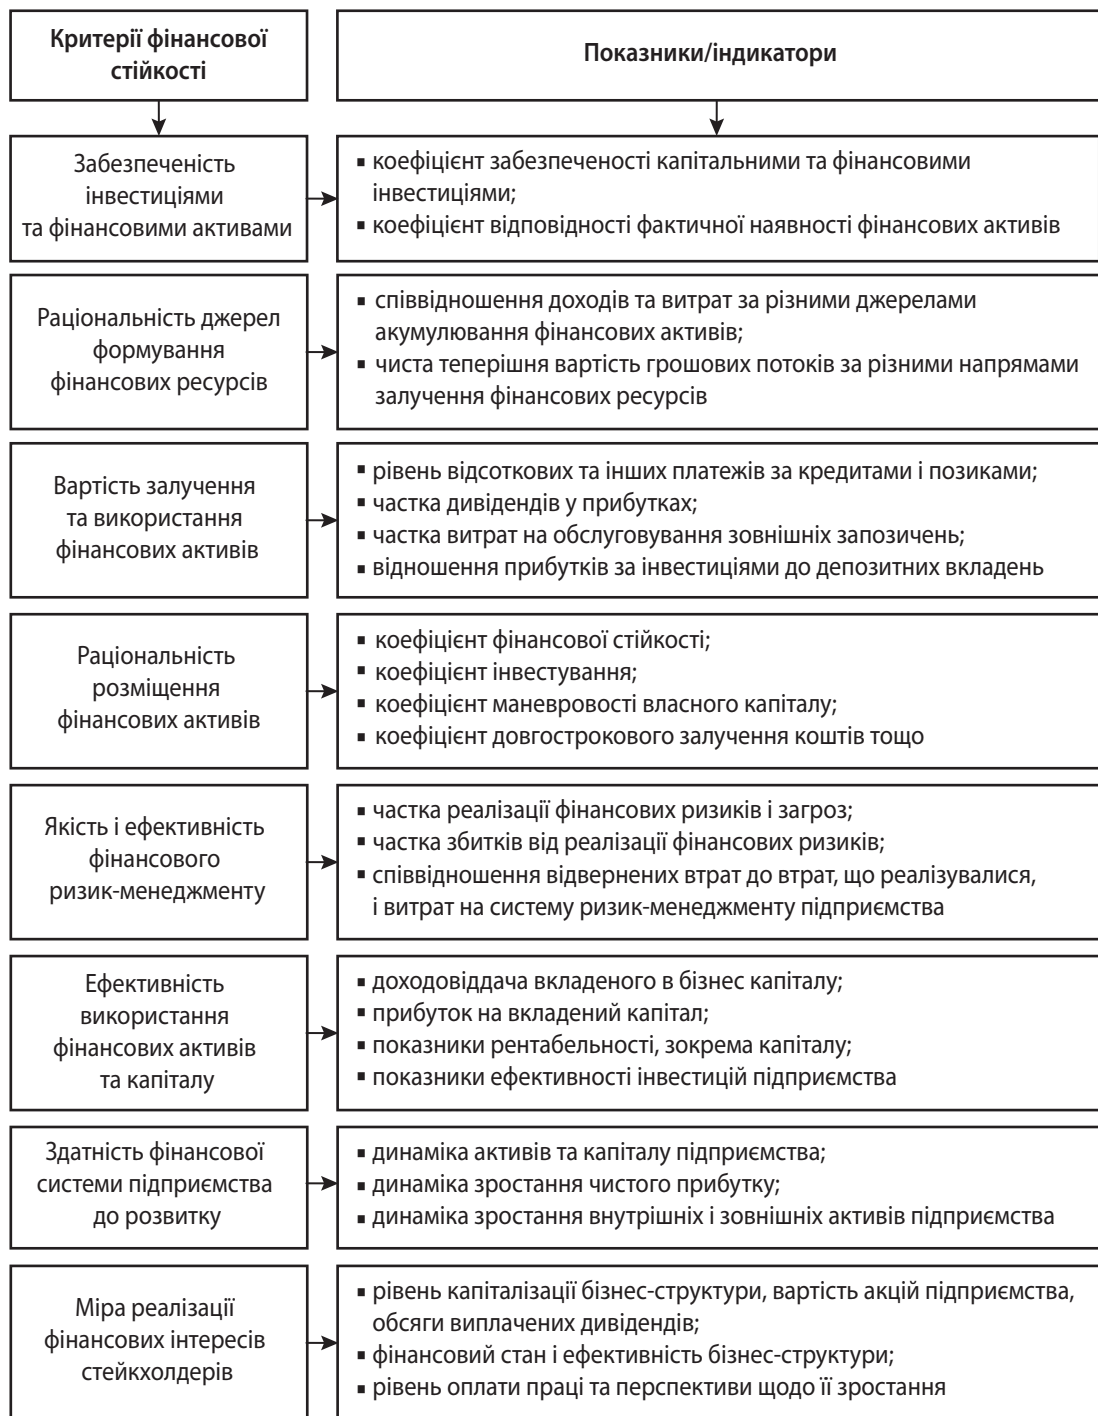 Критерії фінансової
стійкості
Показники/індикатори
Забезпеченість
інвестиціями
та фінансовими активами
▪ коефіцієнт забезпеченості капітальними та фінансовими
інвестиціями;
▪ коефіцієнт відповідності фактичної наявності фінансових активів
Раціональність джерел
формування
фінансових ресурсів
▪ співвідношення доходів та витрат за різними джерелами
акумулювання фінансових активів;
▪ чиста теперішня вартість грошових потоків за різними напрямами
залучення фінансових ресурсів
Вартість залучення
та використання
фінансових активів
▪ рівень відсоткових та інших платежів за кредитами і позиками;
▪ частка дивідендів у прибутках;
▪ частка витрат на обслуговування зовнішніх запозичень;
▪ відношення прибутків за інвестиціями до депозитних вкладень
Раціональність
розміщення
фінансових активів
▪ коефіцієнт фінансової стійкості;
▪ коефіцієнт інвестування;
▪ коефіцієнт маневровості власного капіталу;
▪ коефіцієнт довгострокового залучення коштів тощо
Якість і ефективність
фінансового
ризик-менеджменту
▪ частка реалізації фінансових ризиків і загроз;
▪ частка збитків від реалізації фінансових ризиків;
▪ співвідношення відвернених втрат до втрат, що реалізувалися,
і витрат на систему ризик-менеджменту підприємства
Ефективність
використання
фінансових активів
та капіталу
▪ доходовіддача вкладеного в бізнес капіталу;
▪ прибуток на вкладений капітал;
▪ показники рентабельності, зокрема капіталу;
▪ показники ефективності інвестицій підприємства
Здатність фінансової
системи підприємства
до розвитку
▪ динаміка активів та капіталу підприємства;
▪ динаміка зростання чистого прибутку;
▪ динаміка зростання внутрішніх і зовнішніх активів підприємства
Міра реалізації
фінансових інтересів
стейкхолдерів
▪ рівень капіталізації бізнес-структури, вартість акцій підприємства,
обсяги виплачених дивідендів;
▪ фінансовий стан і ефективність бізнес-структури;
▪ рівень оплати праці та перспективи щодо її зростання